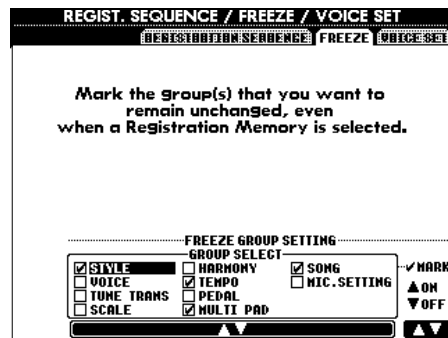 REGIST. SEQUENCE / FREEZE / VOICE SET
REGISTRATION SEQUENCE FREEZE VOICE SET
Mark the group(s) that you want to
remain unchanged, even
when a Registration Memory is selected.
FREEZE GROUP SETTING
GROUP SELECT
STYLE HARMONY SONG
VOICE TEMPO MIC.SETTING
TUNE TRANS PEDAL
SCALE MULTI PAD
MARK
▲ON
▼OFF
▲▼ ▲▼